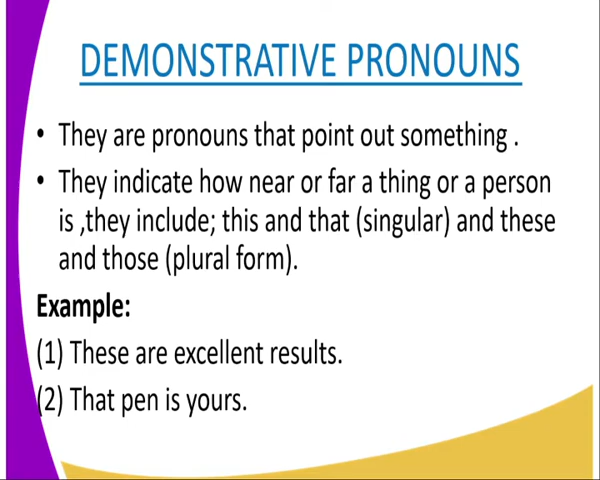 DEMONSTRATIVE PRONOUNS
• They are pronouns that point out something .
• They indicate how near or far a thing or a person
is ,they include; this and that (singular) and these
and those (plural form).
Example:
(1) These are excellent results.
(2) That pen is yours.